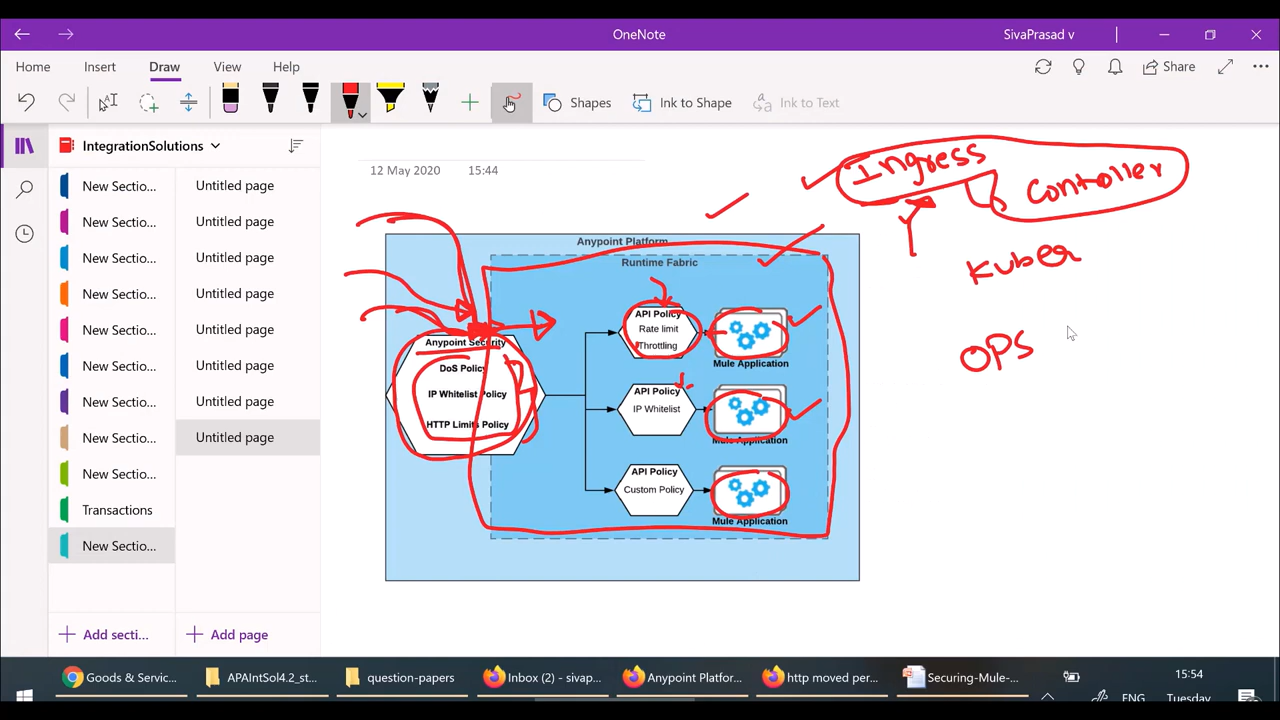 OneNote
SivaPrasad v
Home Insert Draw View Help
Share
Shapes
Ink to Shape
Ink to Text
IntegrationSolutions
New Sectio...
New Sectio...
New Sectio...
New Sectio...
New Sectio...
New Sectio...
New Sectio...
New Sectio...
New Sectio...
Transactions
New Sectio...
Add secti...
Untitled page
Untitled page
Untitled page
Untitled page
Untitled page
Untitled page
Untitled page
Untitled page
Add page
12 May 2020 15:44
Ingress
Controller
Kuber
OPS
Anypoint Platform
Runtime Fabric
Anypoint Security
DoS Policy
IP Whitelist Policy
HTTP Limits Policy
API Policy
Rate limit
Throttling
Mule Application
API Policy
IP Whitelist
Mule Application
API Policy
Custom Policy
Mule Application
Goods & Servic...
APAIntSol4.2_st...
question-papers
Inbox (2) - sivap...
Anypoint Platfor...
http moved per...
Securing-Mule-...
ENG
15:54
Tuesday